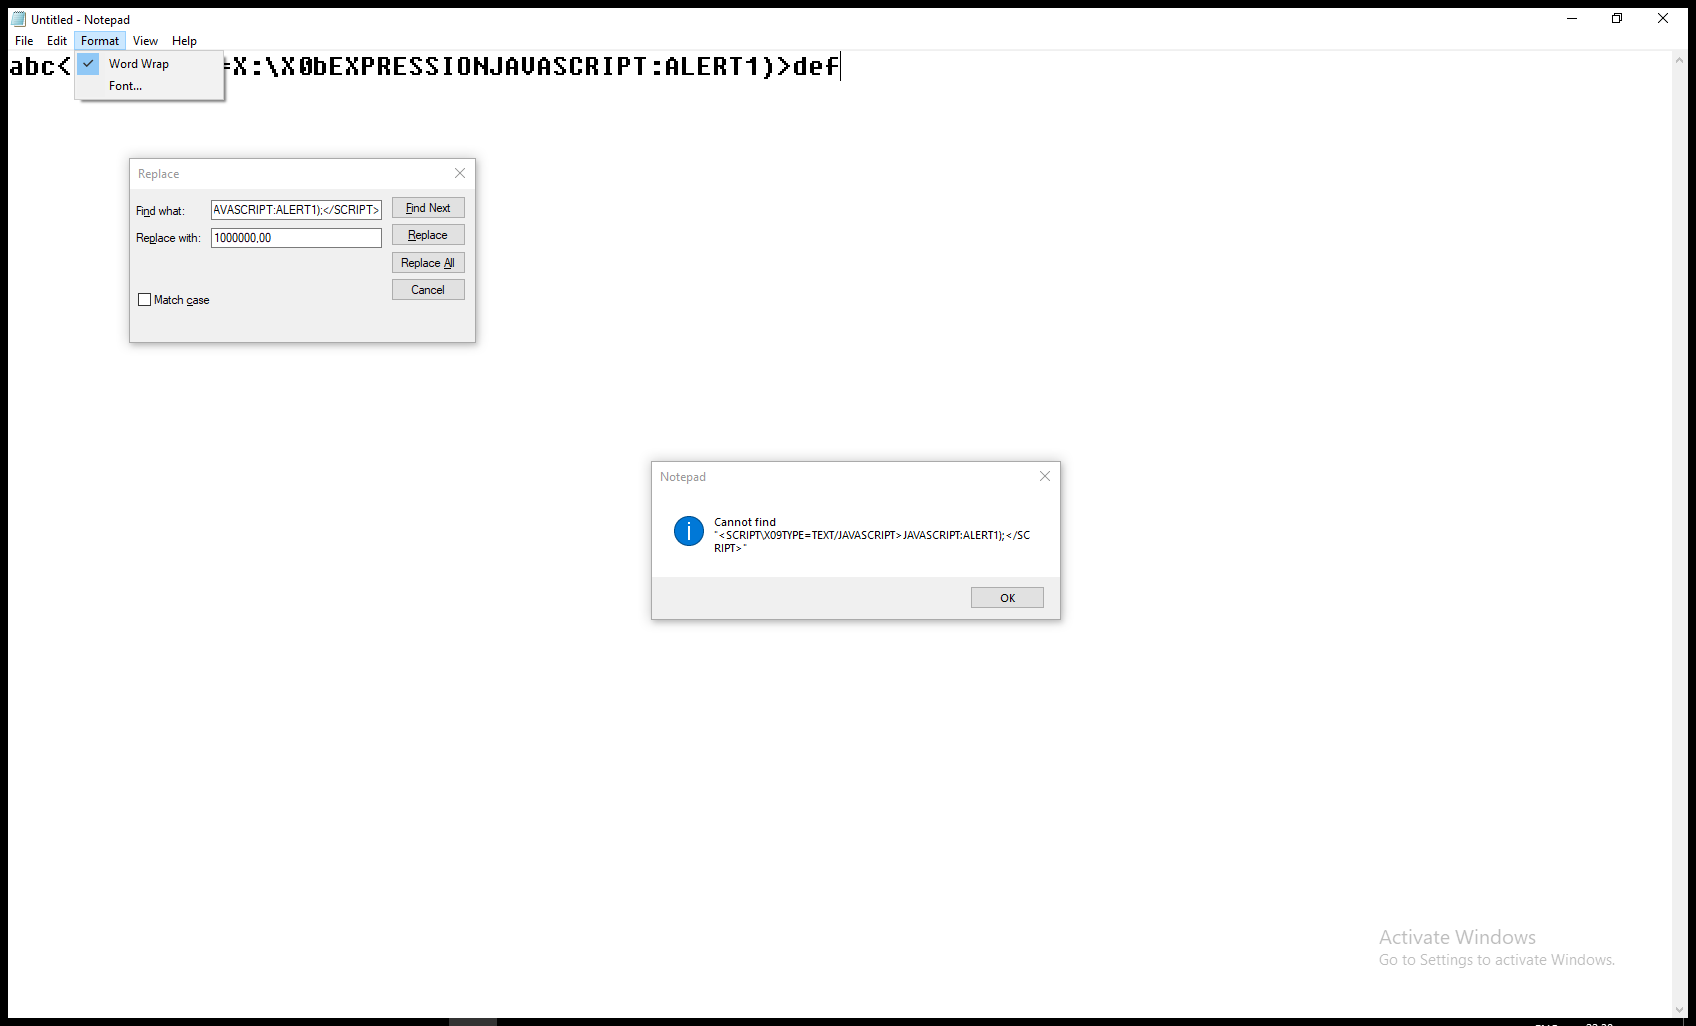 Untitled - Notepad
File Edit Format View Help
abc< =X:\X0bEXPRESSIONJAVASCRIPT:ALERT1)>def
Word Wrap
Font...
Replace
Find what: AVASCRIPT:ALERT1);</SCRIPT> Find Next
Replace with: 1000000.00 Replace
Replace All
Cancel
Match case
Notepad
Cannot find
"<SCRIPT\X09TYPE=TEXT/JAVASCRIPT>JAVASCRIPT:ALERT1);</SC
RIPT>"
OK
Activate Windows
Go to Settings to activate Windows.